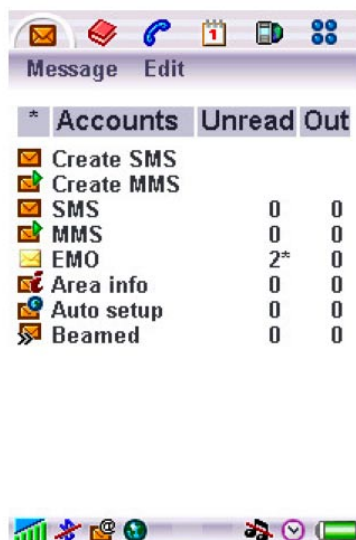 1
Message Edit
* Accounts Unread Out
Create SMS
Create MMS
SMS 0 0
MMS 0 0
EMO 2* 0
Area info 0 0
Auto setup 0 0
Beamed 0 0